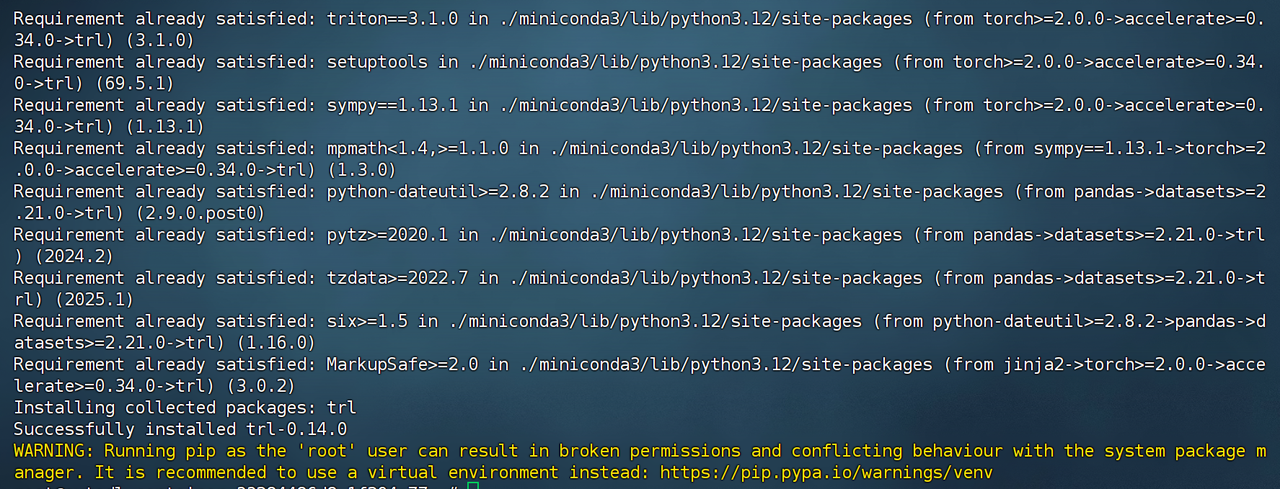 Requirement already satisfied: triton==3.1.0 in ./miniconda3/lib/python3.12/site-packages (from torch>=2.0.0->accelerate>=0.
34.0->trl) (3.1.0)
Requirement already satisfied: setuptools in ./miniconda3/lib/python3.12/site-packages (from torch>=2.0.0->accelerate>=0.34.
0->trl) (69.5.1)
Requirement already satisfied: sympy==1.13.1 in ./miniconda3/lib/python3.12/site-packages (from torch>=2.0.0->accelerate>=0.
34.0->trl) (1.13.1)
Requirement already satisfied: mpmath<1.4,>=1.1.0 in ./miniconda3/lib/python3.12/site-packages (from sympy==1.13.1->torch>=2
.0.0->accelerate>=0.34.0->trl) (1.3.0)
Requirement already satisfied: python-dateutil>=2.8.2 in ./miniconda3/lib/python3.12/site-packages (from pandas->datasets>=2
.21.0->trl) (2.9.0.post0)
Requirement already satisfied: pytz>=2020.1 in ./miniconda3/lib/python3.12/site-packages (from pandas->datasets>=2.21.0->trl
) (2024.2)
Requirement already satisfied: tzdata>=2022.7 in ./miniconda3/lib/python3.12/site-packages (from pandas->datasets>=2.21.0->t
rl) (2025.1)
Requirement already satisfied: six>=1.5 in ./miniconda3/lib/python3.12/site-packages (from python-dateutil>=2.8.2->pandas->d
atasets>=2.21.0->trl) (1.16.0)
Requirement already satisfied: MarkupSafe>=2.0 in ./miniconda3/lib/python3.12/site-packages (from jinja2->torch>=2.0.0->acce
lerate>=0.34.0->trl) (3.0.2)
Installing collected packages: trl
Successfully installed trl-0.14.0
WARNING: Running pip as the 'root' user can result in broken permissions and conflicting behaviour with the system package m
anager. It is recommended to use a virtual environment instead: https://pip.pypa.io/warnings/venv